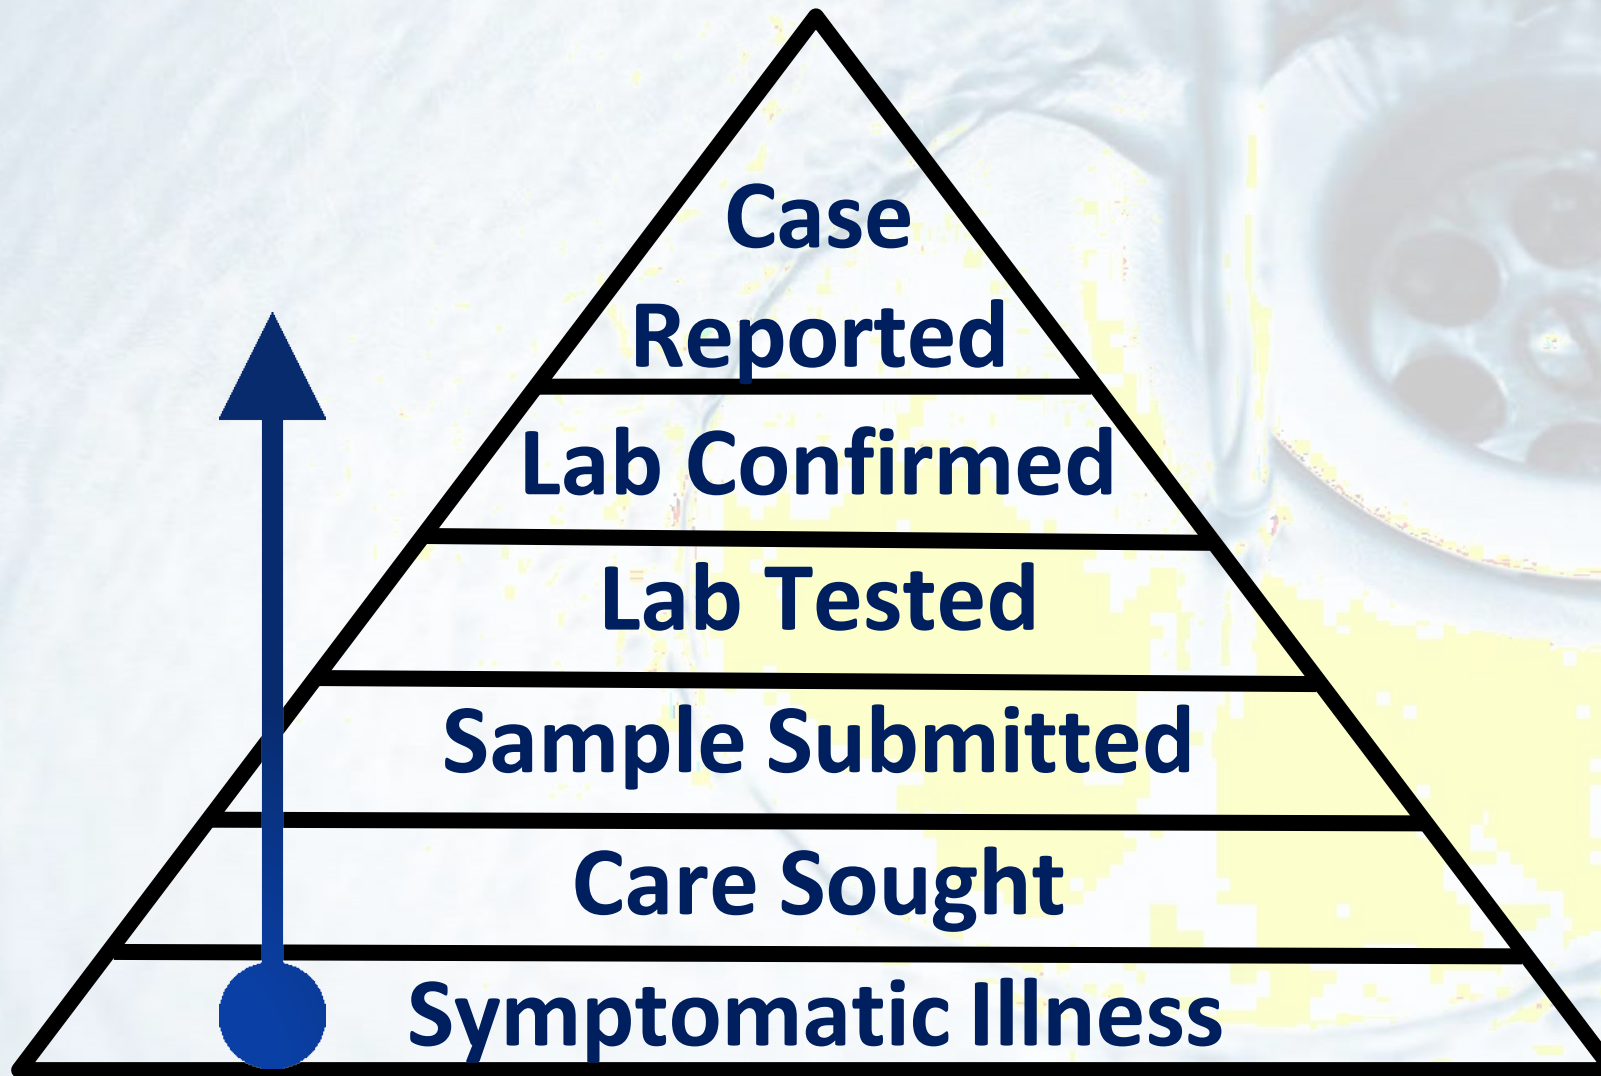 Case
Reported
Lab Confirmed
Lab Tested
Sample Submitted
Care Sought
Symptomatic Illness